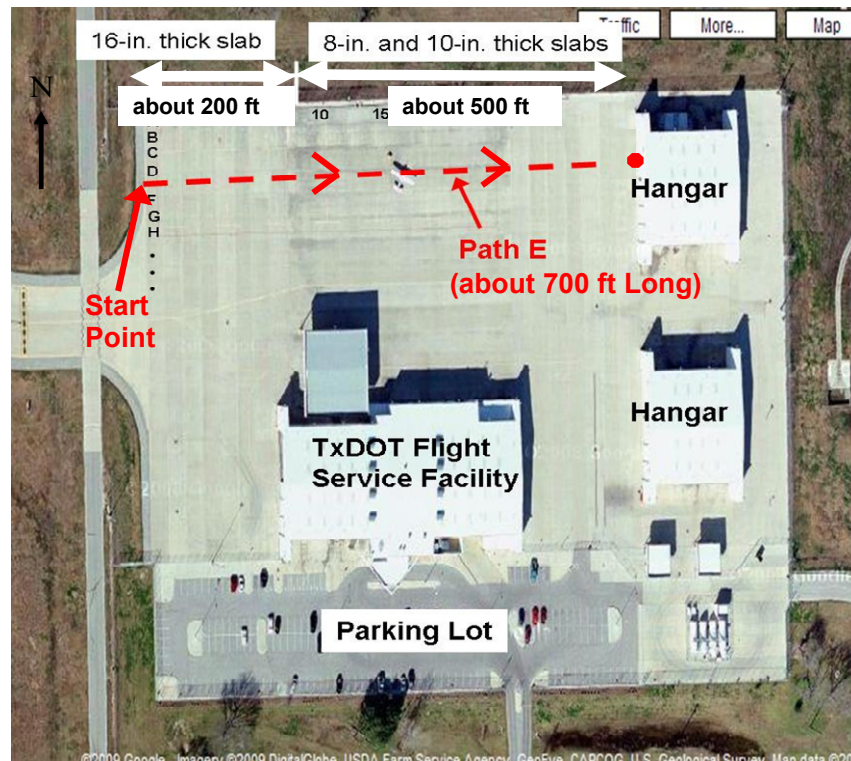 Traffic
More...
Map
16-in. thick slab
8-in. and 10-in. thick slabs
N
about 200 ft
about 500 ft
10
15
B
C
D
F
G
H
Hangar
Path E
(about 700 ft Long)
Start
Point
Hangar
TxDOT Flight
Service Facility
Parking Lot
©2009 Google, Imagery ©2009 DigitalGlobe, USDA Farm Service Agency, GeoEye, CAPCOG, U.S. Geological Survey, Map data